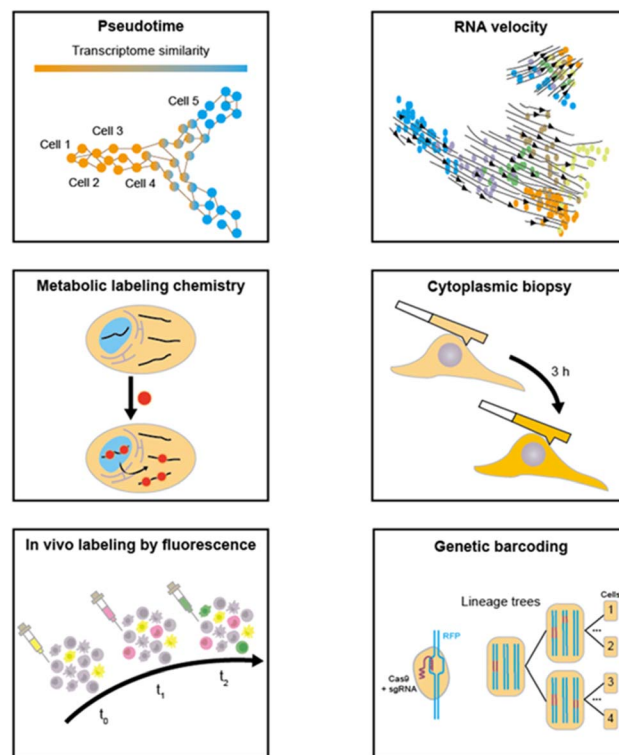 Pseudotime
Transcriptome similarity
Cell 5
Cell 3
Cell 1
Cell 2
Cell 4
RNA velocity
Metabolic labeling chemistry
Cytoplasmic biopsy
3 h
In vivo labeling by fluorescence
t0
t1
t2
Genetic barcoding
Lineage trees
Cells
RFP
Cas9
+ sgRNA
1
2
3
4
...
...